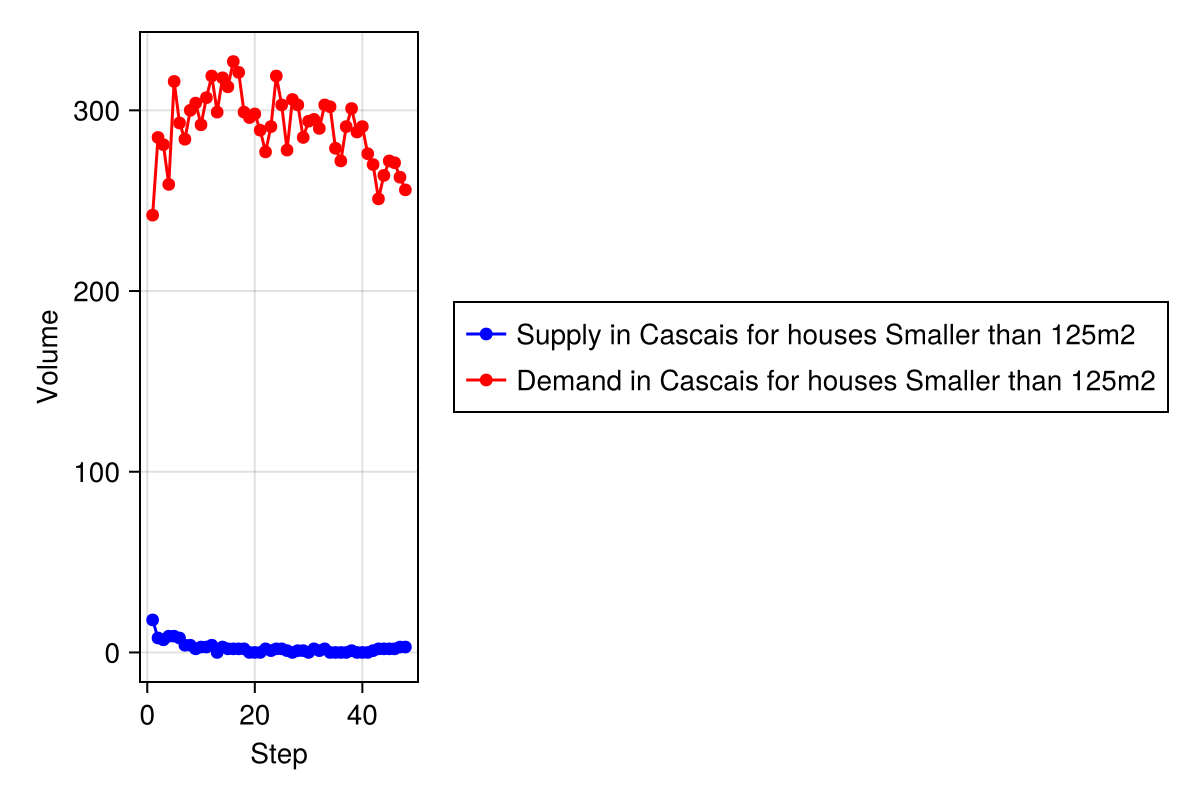 Volume
300
200
100
0
0 20 40
Step
Supply in Cascais for houses Smaller than 125m2
Demand in Cascais for houses Smaller than 125m2